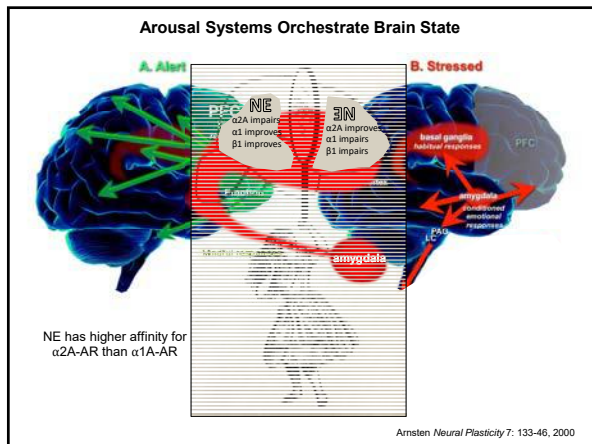 Arousal Systems Orchestrate Brain State
A. Alert
B. Stressed
NE
α2A impairs
α1 improves
β1 improves
NE
α2A improves
α1 impairs
β1 impairs
basal ganglia
habitual responses
PFC
amygdala
conditioned
emotional
responses
PAG
LC
Mindful
amygdala
NE has higher affinity for
α2A-AR than α1A-AR
Arnsten Neural Plasticity 7: 133-46, 2000